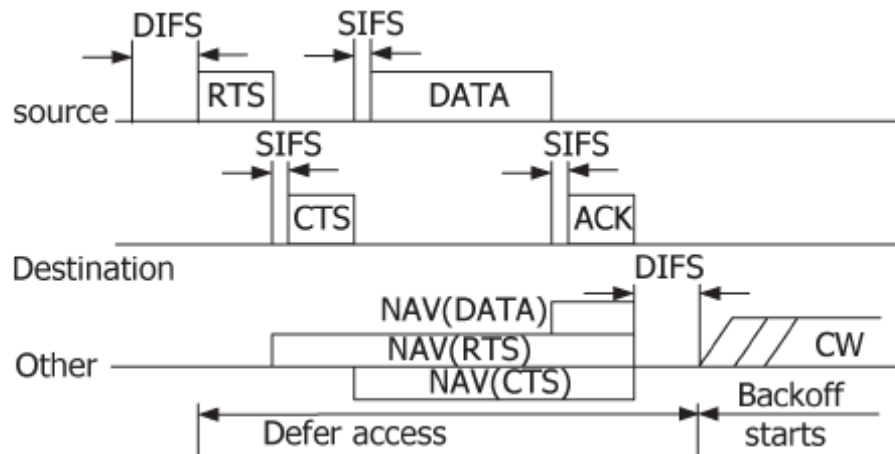 DIFS
SIFS
RTS
DATA
source
SIFS
SIFS
CTS
ACK
Destination
DIFS
NAV(DATA)
NAV(RTS)
CW
Other
NAV(CTS)
Defer access
Backoff
starts